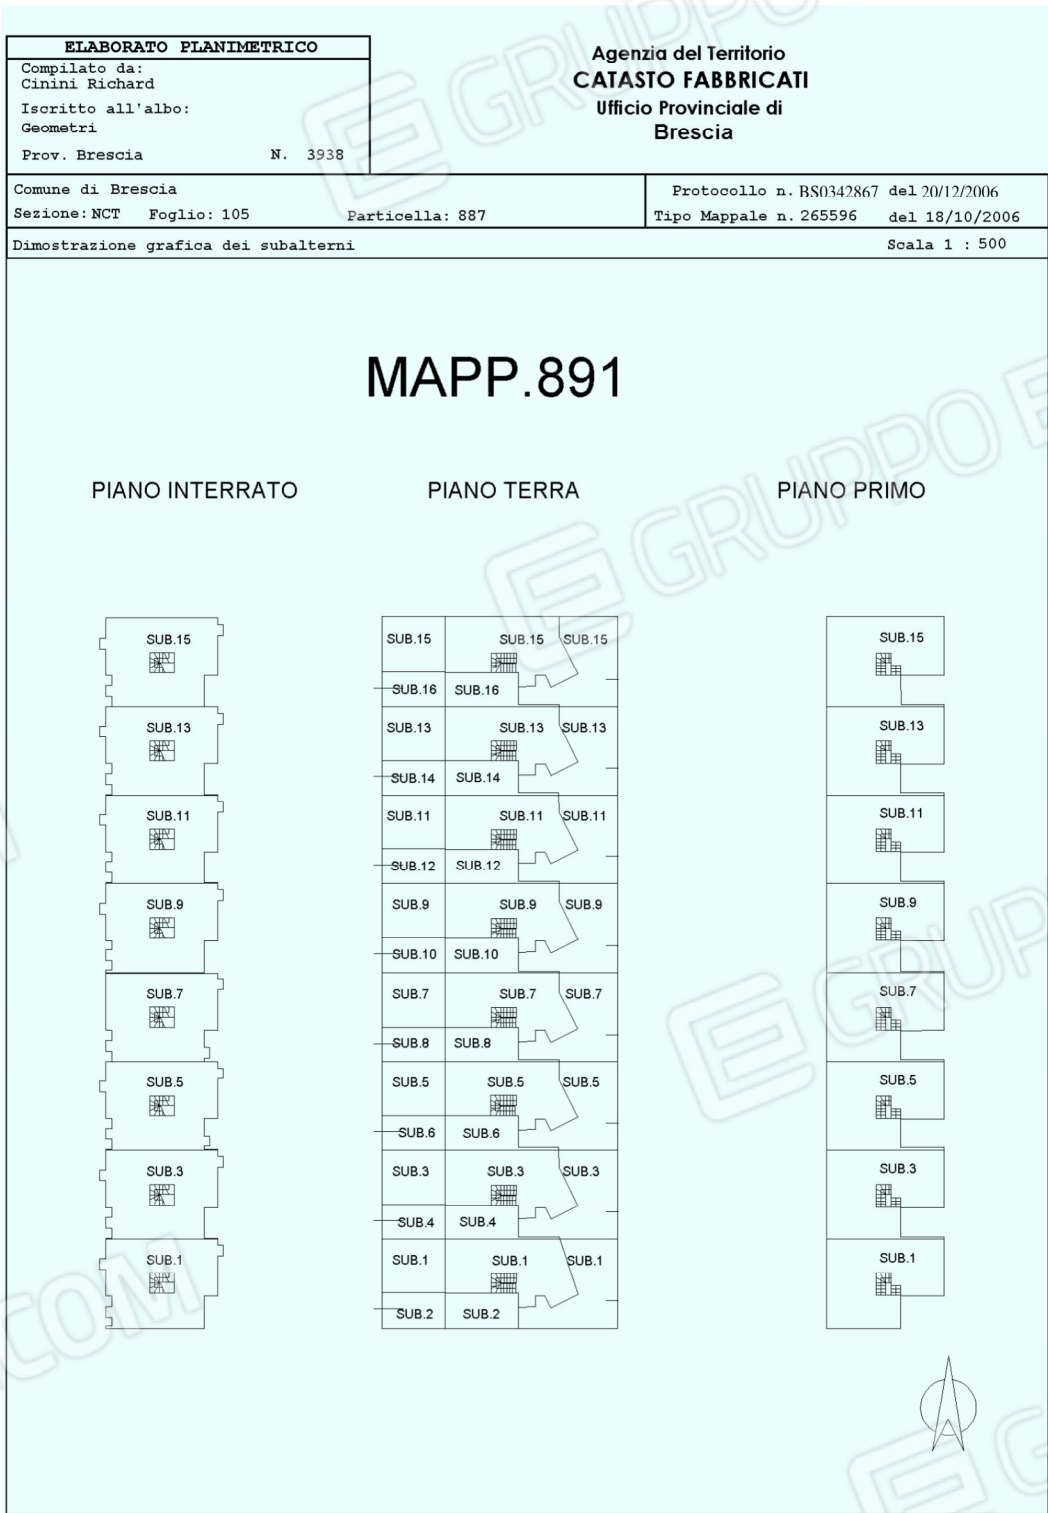 ELABORATO PLANIMETRICO
Compilato da:
Cinini Richard
Iscritto all'albo:
Geometri
Prov. Brescia N. 3938
Agenzia del Territorio
CATASTO FABBRICATI
Ufficio Provinciale di
Brescia
Comune di Brescia
Sezione: NCT Foglio: 105 Particella: 887
Protocollo n. BS0342867 del 20/12/2006
Tipo Mappale n. 265596 del 18/10/2006
Dimostrazione grafica dei subalterni Scala 1 : 500
MAPP.891
PIANO INTERRATO PIANO TERRA PIANO PRIMO
SUB.15 SUB.15 SUB.15 SUB.15 SUB.15
SUB.16 SUB.16
SUB.13 SUB.13 SUB.13 SUB.13 SUB.13
SUB.14 SUB.14
SUB.11 SUB.11 SUB.11 SUB.11 SUB.11
SUB.12 SUB.12
SUB.9 SUB.9 SUB.9 SUB.9 SUB.9
SUB.10 SUB.10
SUB.7 SUB.7 SUB.7 SUB.7 SUB.7
SUB.8 SUB.8
SUB.5 SUB.5 SUB.5 SUB.5 SUB.5
SUB.6 SUB.6
SUB.3 SUB.3 SUB.3 SUB.3 SUB.3
SUB.4 SUB.4
SUB.1 SUB.1 SUB.1 SUB.1 SUB.1
SUB.2 SUB.2
GRUPPO
GRUPPO
.COM